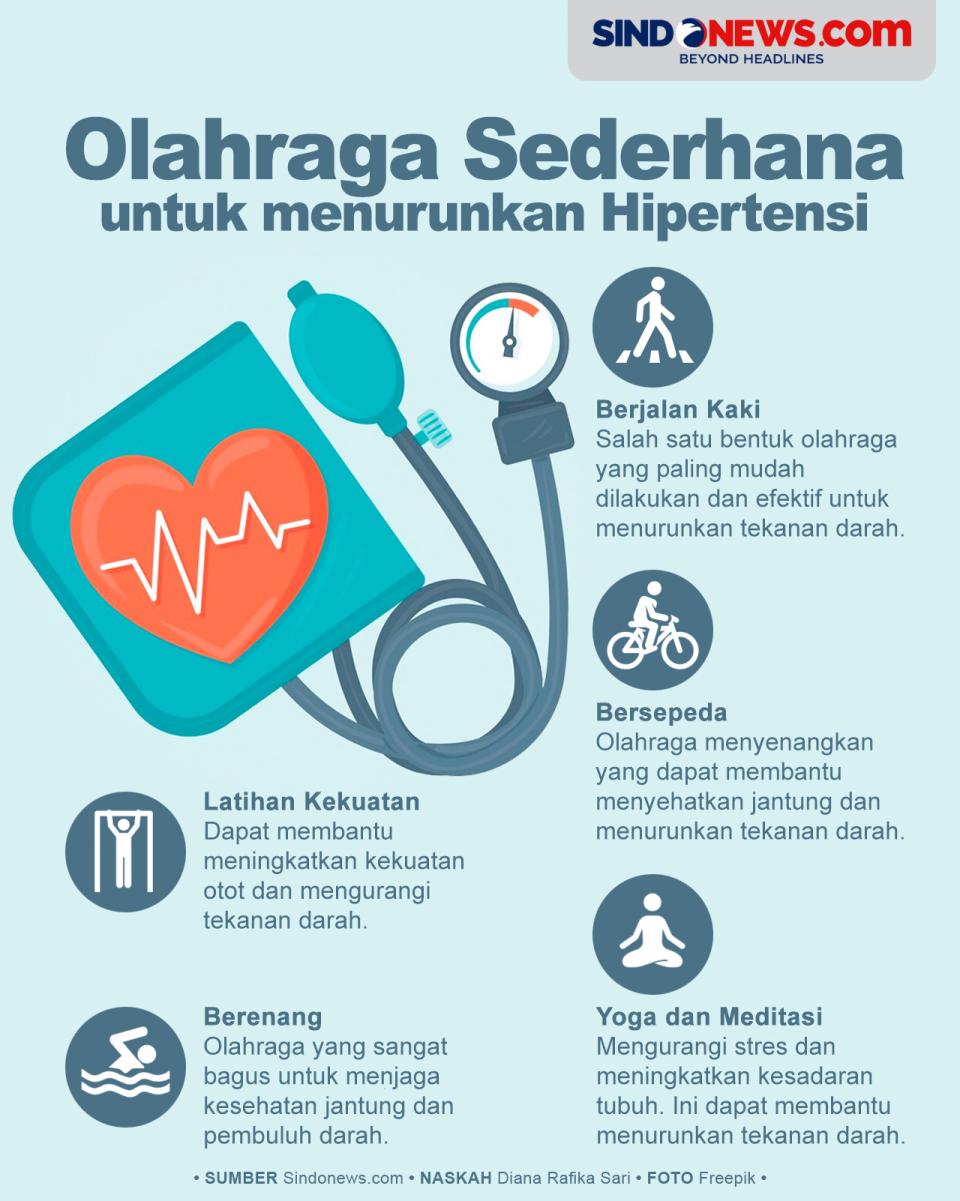 SINDONEWS.com
BEYOND HEADLINES
Olahraga Sederhana
untuk menurunkan Hipertensi
Berjalan Kaki
Salah satu bentuk olahraga
yang paling mudah
dilakukan dan efektif untuk
menurunkan tekanan darah.
Bersepeda
Olahraga menyenangkan
yang dapat membantu
menyehatkan jantung dan
menurunkan tekanan darah.
Latihan Kekuatan
Dapat membantu
meningkatkan kekuatan
otot dan mengurangi
tekanan darah.
Berenang
Olahraga yang sangat
bagus untuk menjaga
kesehatan jantung dan
pembuluh darah.
Yoga dan Meditasi
Mengurangi stres dan
meningkatkan kesadaran
tubuh. Ini dapat membantu
menurunkan tekanan darah.
• SUMBER Sindonews.com • NASKAH Diana Rafika Sari • FOTO Freepik •